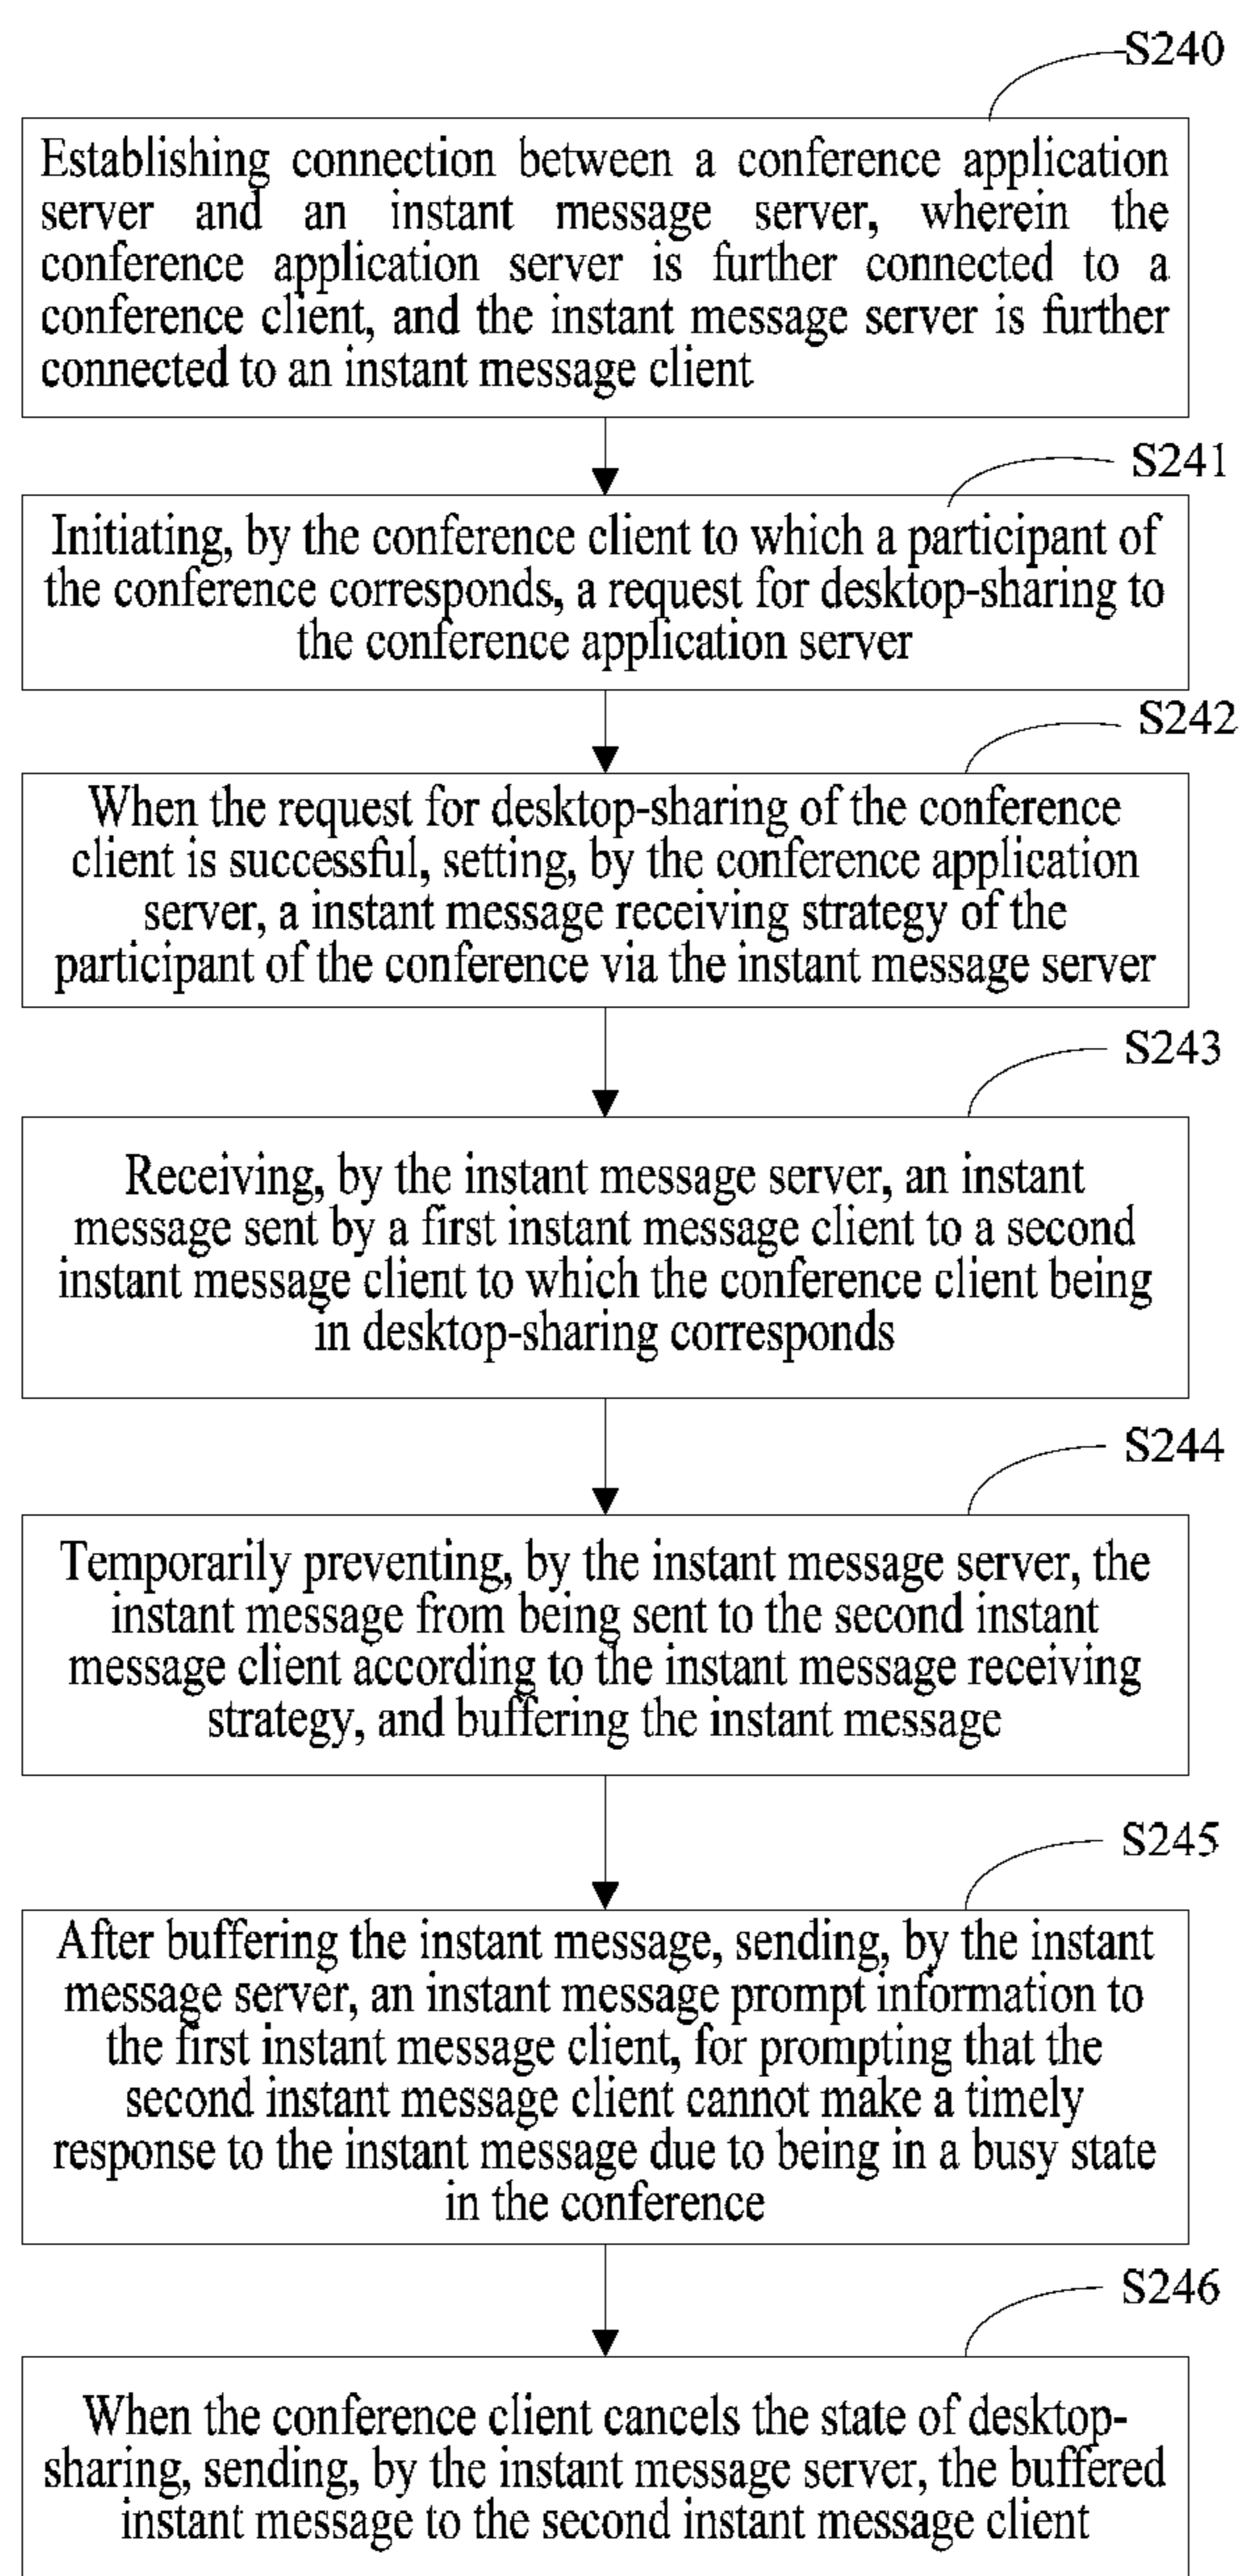 S240
Establishing connection between a conference application
server and an instant message server, wherein the
conference application server is further connected to a
conference client, and the instant message server is further
connected to an instant message client
S241
Initiating, by the conference client to which a participant of
the conference corresponds, a request for desktop-sharing to
the conference application server
S242
When the request for desktop-sharing of the conference
client is successful, setting, by the conference application
server, a instant message receiving strategy of the
participant of the conference via the instant message server
S243
Receiving, by the instant message server, an instant
message sent by a first instant message client to a second
instant message client to which the conference client being
in desktop-sharing corresponds
S244
Temporarily preventing, by the instant message server, the
instant message from being sent to the second instant
message client according to the instant message receiving
strategy, and buffering the instant message
S245
After buffering the instant message, sending, by the instant
message server, an instant message prompt information to
the first instant message client, for prompting that the
second instant message client cannot make a timely
response to the instant message due to being in a busy state
in the conference
S246
When the conference client cancels the state of desktop-
sharing, sending, by the instant message server, the buffered
instant message to the second instant message client